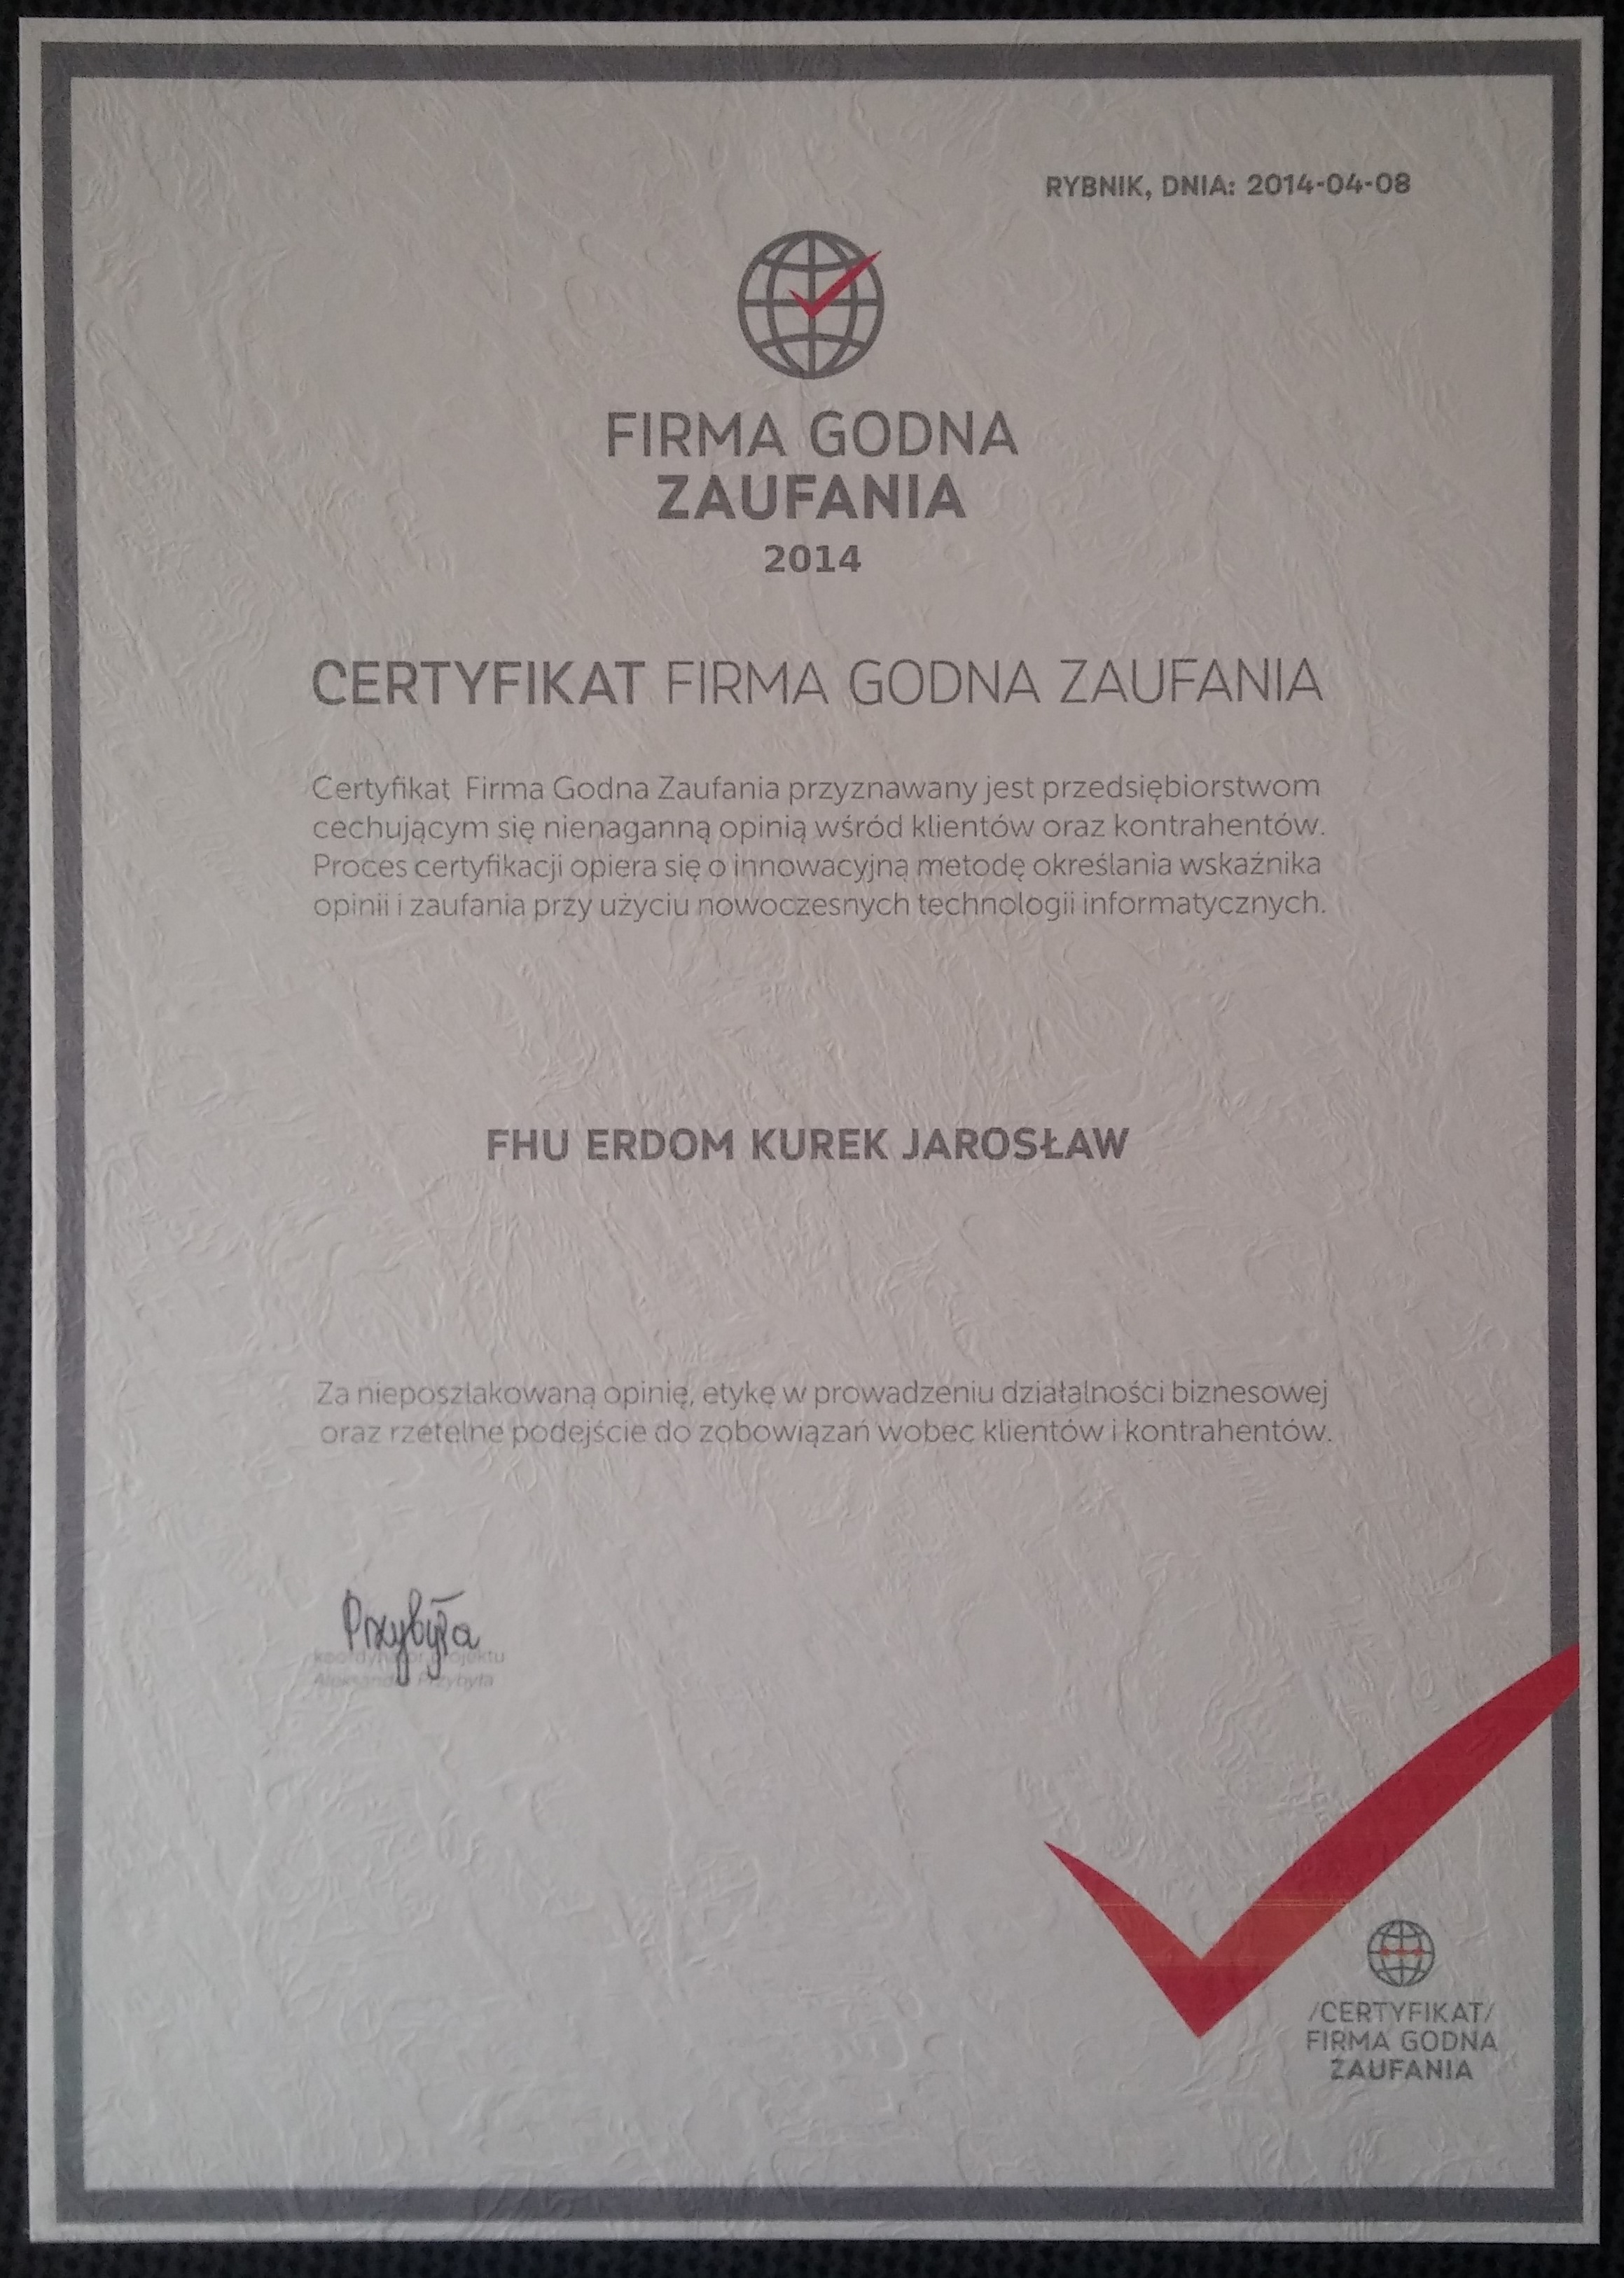 RYBNIK, DNIA: 2014-04-08
FIRMA GODNA
ZAUFANIA
2014
CERTYFIKAT FIRMA GODNA ZAUFANIA
Certyfikat Firma Godna Zaufania przyznawany jest przedsiębiorstwom
cechującym się nienaganną opinią wśród klientów oraz kontrahentów.
Proces certyfikacji opiera się o innowacyjną metodę określania wskaźnika
opinii i zaufania przy użyciu nowoczesnych technologii informatycznych.
FHU ERDOM KUREK JAROSŁAW
Za nieposzlakowaną opinię, etykę w prowadzeniu działalności biznesowej
oraz rzetelne podejście do zobowiązań wobec klientów i kontrahentów.
Przybyła
koordynator projektu
Przybyła
/CERTYFIKAT/
FIRMA GODNA
ZAUFANIA